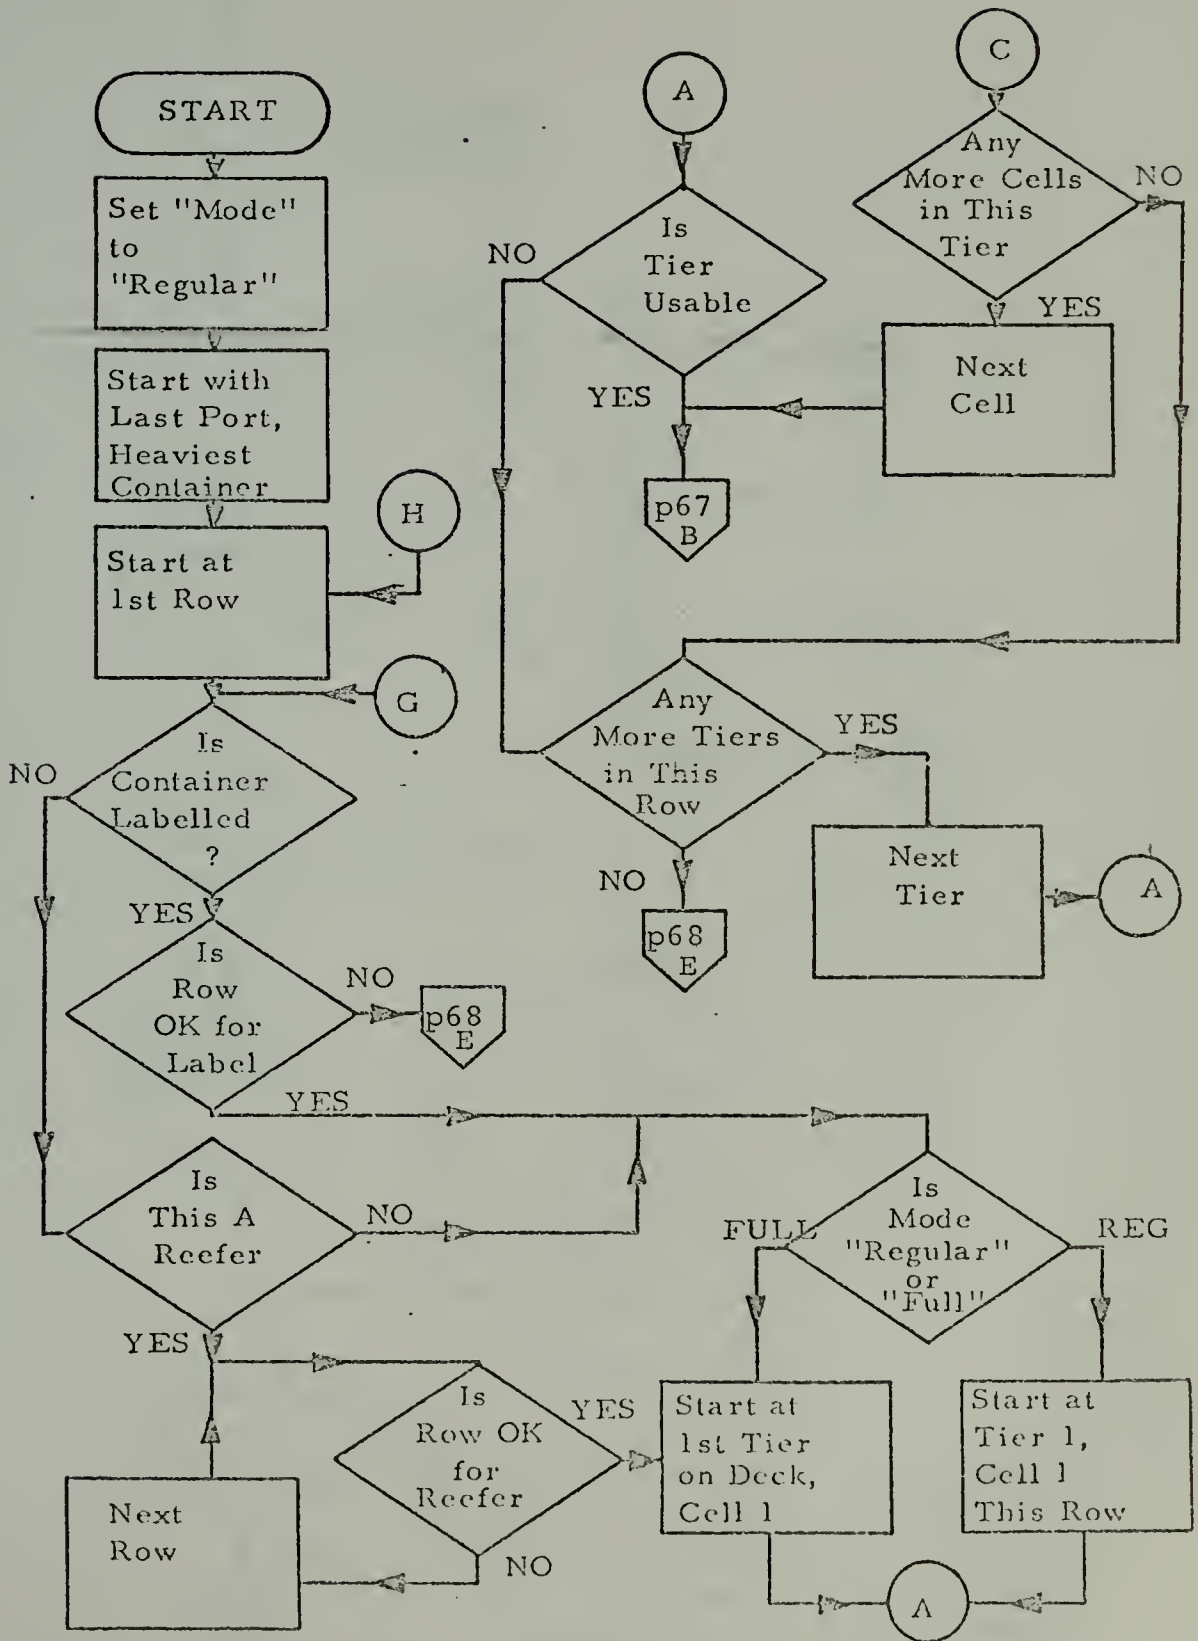 START
Set "Mode"
to
"Regular"
Start with
Last Port,
Heaviest
Container
Start at
1st Row
H
G
Is
Container
Labelled
?
NO
YES
Is
Row
OK for
Label
NO
p68
E
YES
Is
This A
Reefer
NO
YES
Is
Row OK
for
Reefer
YES
NO
Next
Row
A
Is
Tier
Usable
NO
YES
p67
B
C
Any
More Cells
in This
Tier
NO
YES
Next
Cell
Any
More Tiers
in This
Row
YES
NO
p68
E
Next
Tier
A
Is
Mode
"Regular"
or
"Full"
FULL
REG
Start at
1st Tier
on Deck,
Cell 1
Start at
Tier 1,
Cell 1
This Row
A